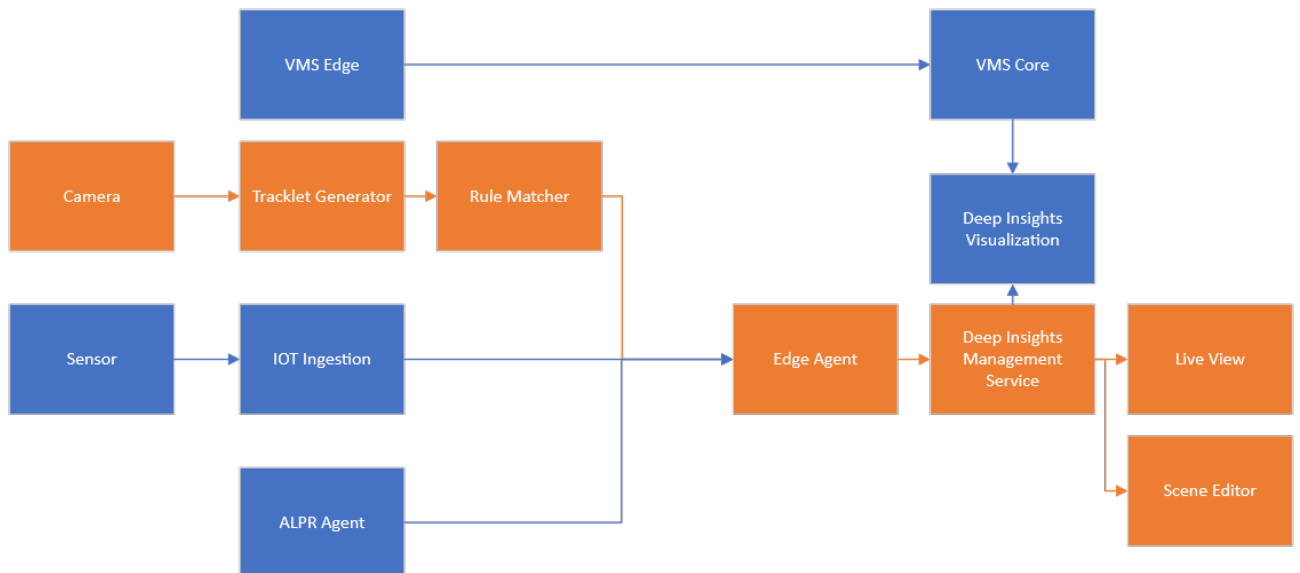 VMS Edge
VMS Core
Camera
Tracklet Generator
Rule Matcher
Deep Insights
Visualization
Sensor
IOT Ingestion
Edge Agent
Deep Insights
Management
Service
Live View
ALPR Agent
Scene Editor